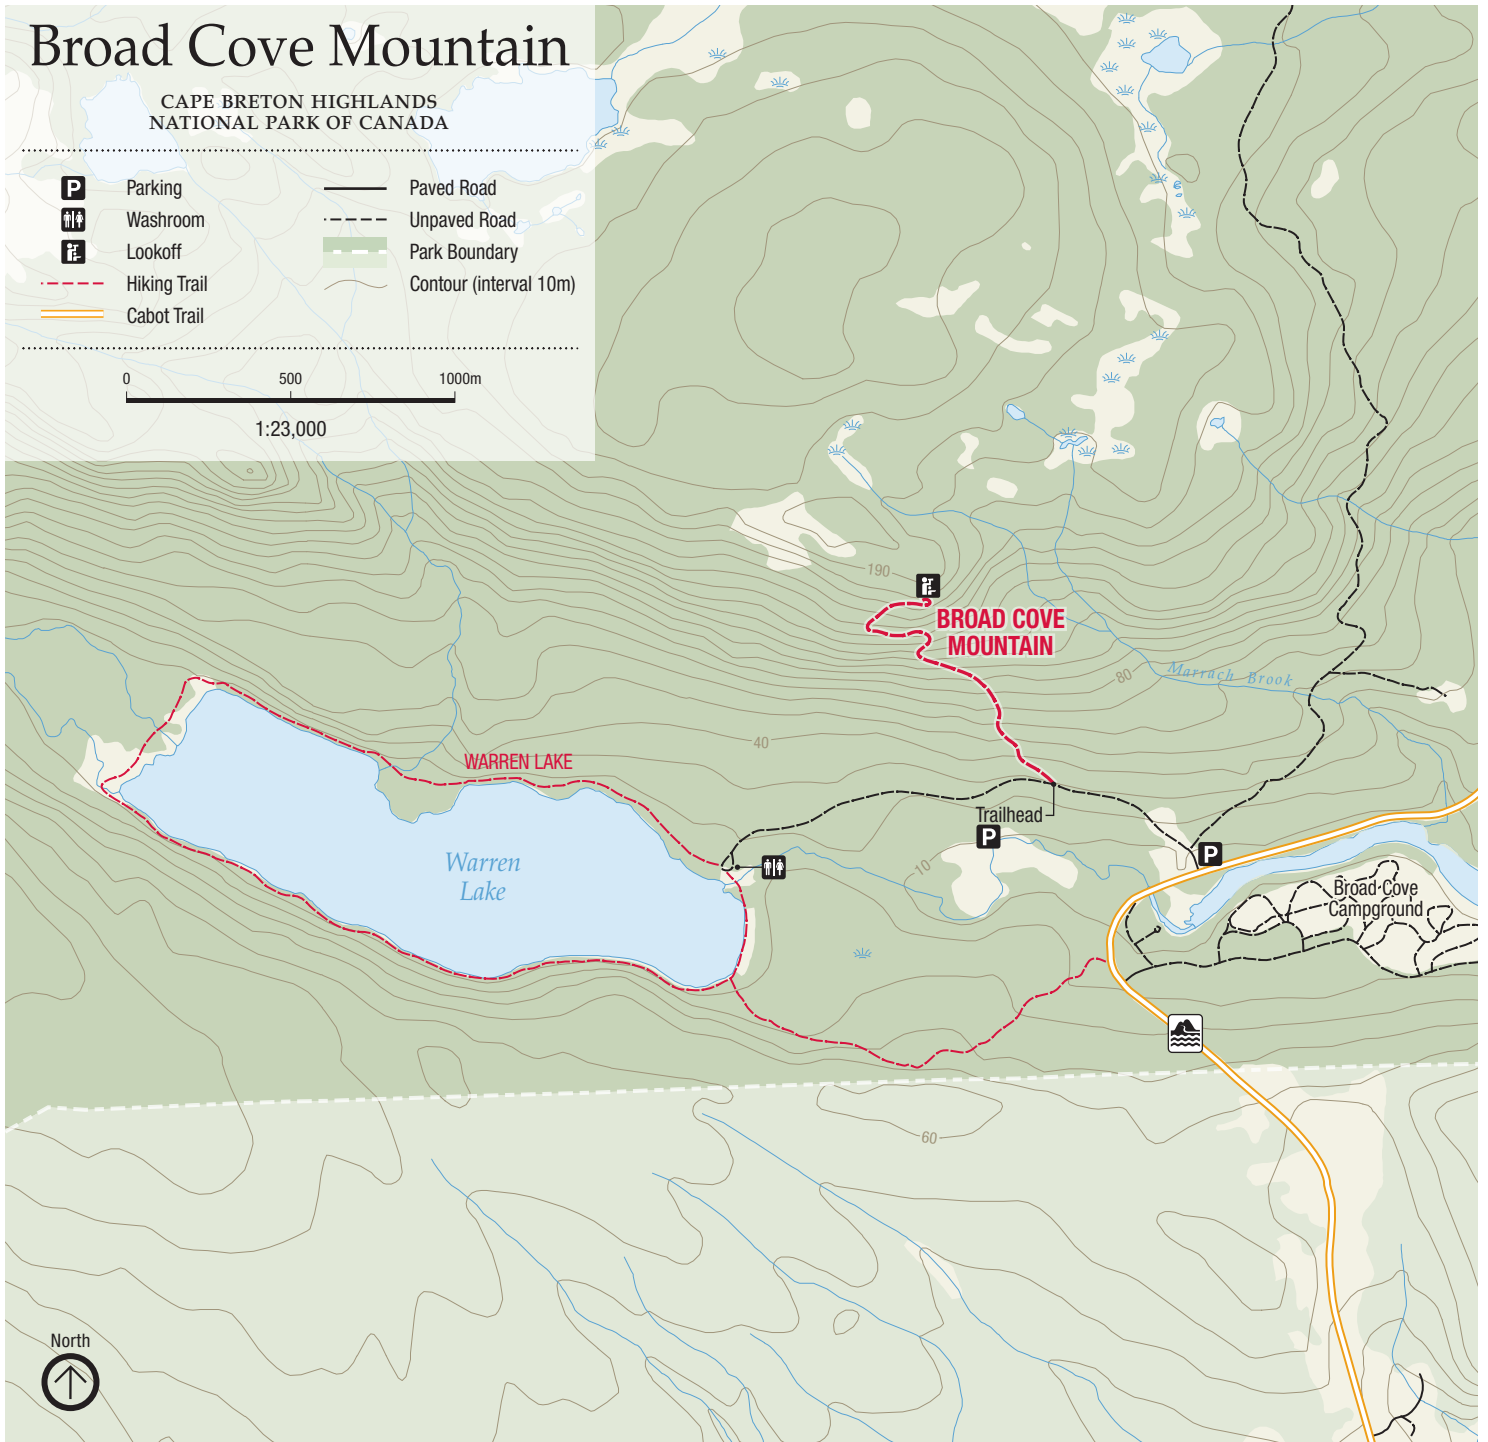 Broad Cove Mountain
CAPE BRETON HIGHLANDS
NATIONAL PARK OF CANADA
P Parking
Washroom
Lookoff
Hiking Trail
Cabot Trail
Paved Road
Unpaved Road
Park Boundary
Contour (interval 10m)
0 500 1000m
1:23,000
190
BROAD COVE
MOUNTAIN
80
Marrach Brook
40
WARREN LAKE
Trailhead
P
P
10
Warren
Lake
Broad Cove
Campground
60
North